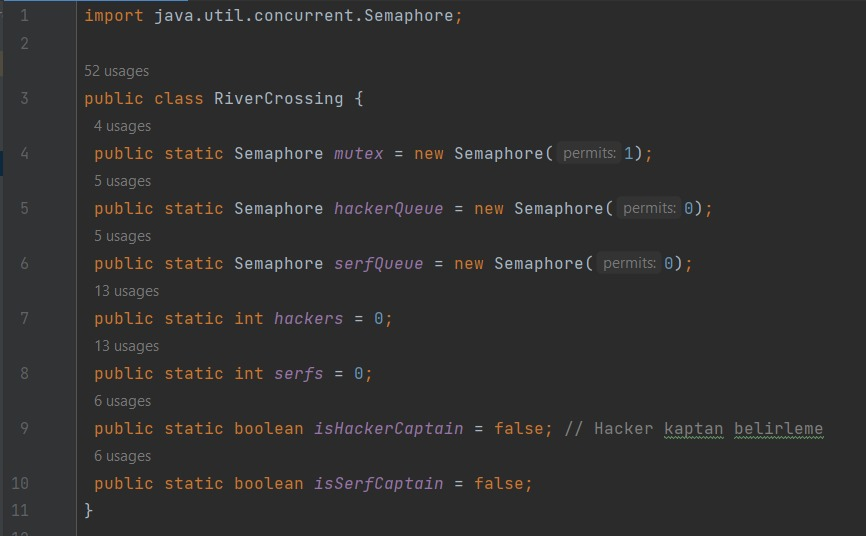 1 import java.util.concurrent.Semaphore;
2
52 usages
3 public class RiverCrossing {
4 usages
4 public static Semaphore mutex = new Semaphore( permits: 1);
5 usages
5 public static Semaphore hackerQueue = new Semaphore( permits: 0);
5 usages
6 public static Semaphore serfQueue = new Semaphore( permits: 0);
13 usages
7 public static int hackers = 0;
13 usages
8 public static int serfs = 0;
6 usages
9 public static boolean isHackerCaptain = false; // Hacker kaptan belirleme
6 usages
10 public static boolean isSerfCaptain = false;
11 }